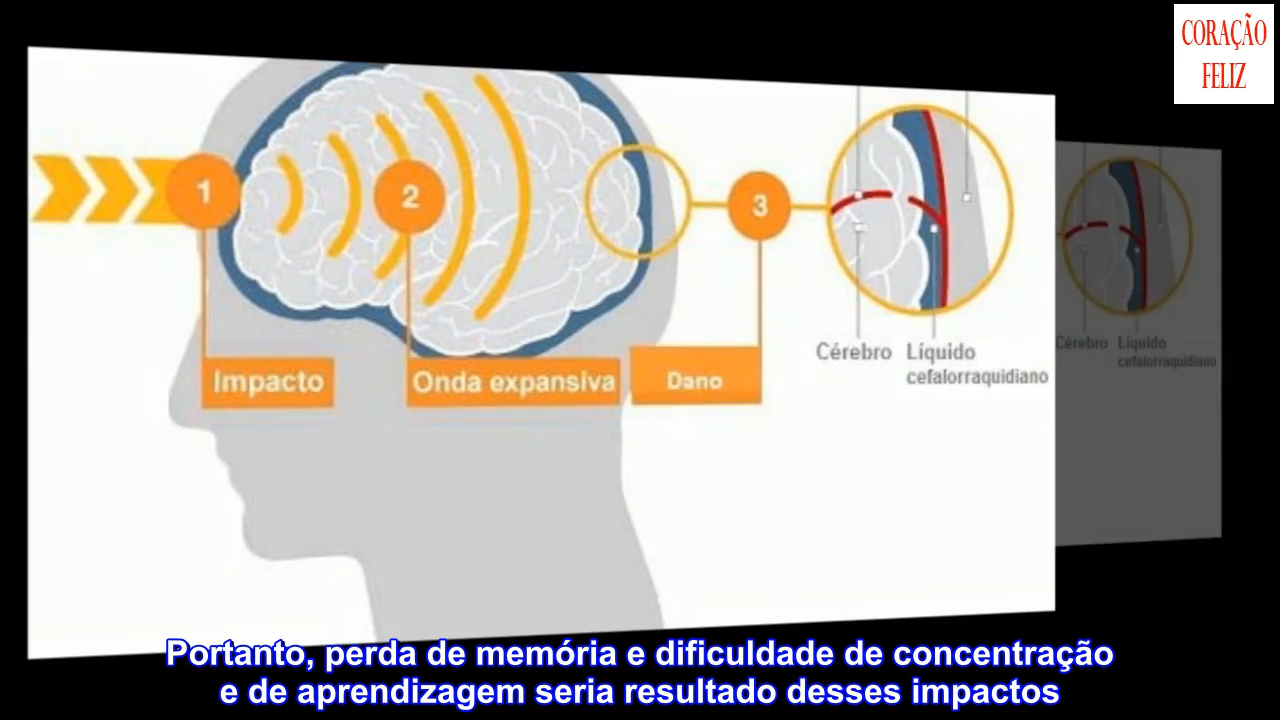 CORAÇÃO
FELIZ
1
2
3
Impacto
Onda expansiva
Dano
Cérebro
Líquido
cefalorraquidiano
Cérebro
Líquido
cefalorraquidiano
Portanto, perda de memória e dificuldade de concentração
e de aprendizagem seria resultado desses impactos